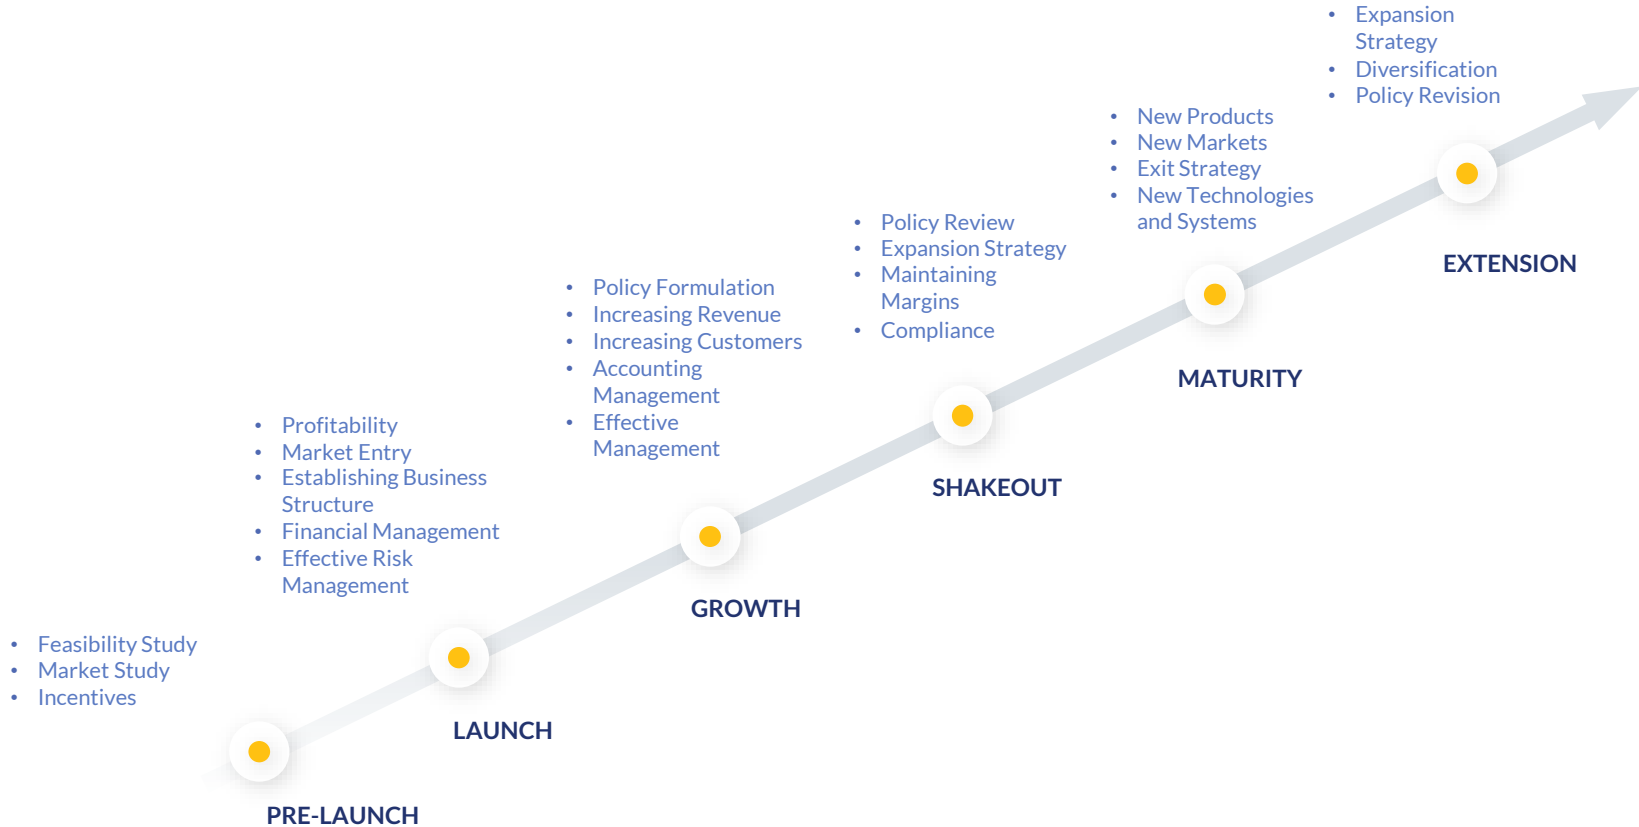 • Feasibility Study
• Market Study
• Incentives
PRE-LAUNCH
• Profitability
• Market Entry
• Establishing Business
Structure
• Financial Management
• Effective Risk
Management
LAUNCH
• Policy Formulation
• Increasing Revenue
• Increasing Customers
• Accounting
Management
• Effective
Management
GROWTH
• Policy Review
• Expansion Strategy
• Maintaining
Margins
• Compliance
SHAKEOUT
• New Products
• New Markets
• Exit Strategy
• New Technologies
and Systems
MATURITY
• Expansion
Strategy
• Diversification
• Policy Revision
EXTENSION